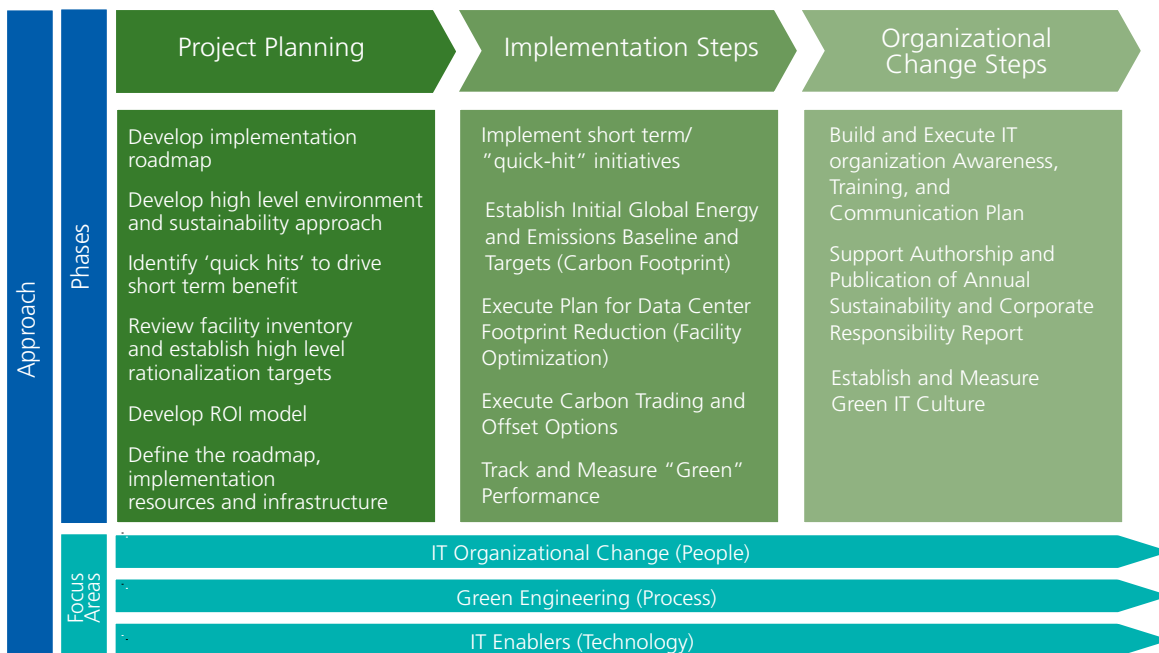 Approach
Phases
Project Planning
Develop implementation
roadmap
Develop high level environment
and sustainability approach
Identify ‘quick hits’ to drive
short term benefit
Review facility inventory
and establish high level
rationalization targets
Develop ROI model
Define the roadmap,
implementation
resources and infrastructure
Implementation Steps
Implement short term/
”quick-hit” initiatives
Establish Initial Global Energy
and Emissions Baseline and
Targets (Carbon Footprint)
Execute Plan for Data Center
Footprint Reduction (Facility
Optimization)
Execute Carbon Trading and
Offset Options
Track and Measure “Green”
Performance
Organizational
Change Steps
Build and Execute IT
organization Awareness,
Training, and
Communication Plan
Support Authorship and
Publication of Annual
Sustainability and Corporate
Responsibility Report
Establish and Measure
Green IT Culture
Focus
Areas
IT Organizational Change (People)
Green Engineering (Process)
IT Enablers (Technology)